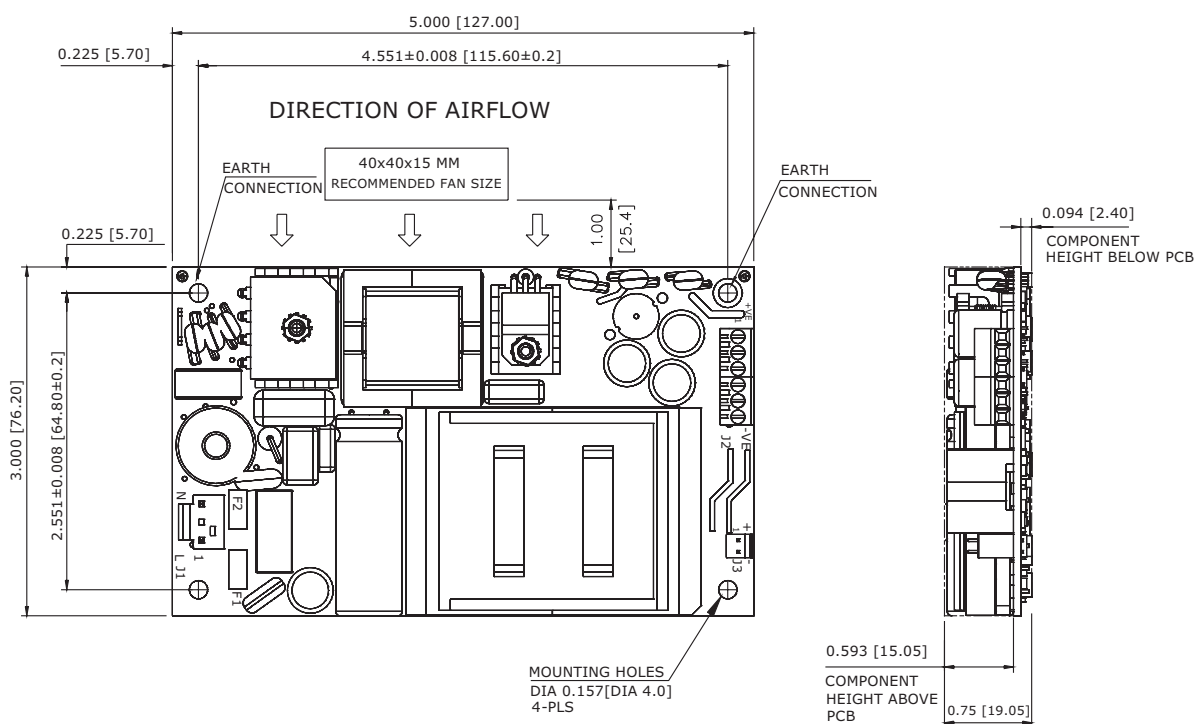 5.000 [127.00]
0.225 [5.70]
4.551±0.008 [115.60±0.2]
DIRECTION OF AIRFLOW
40x40x15 MM
RECOMMENDED FAN SIZE
EARTH
CONNECTION
EARTH
CONNECTION
1.00
[25.4]
0.225 [5.70]
0.094 [2.40]
COMPONENT
HEIGHT BELOW PCB
3.000 [76.20]
2.551±0.008 [64.80±0.2]
+VE
1
-VE
J2
N
F2
1
L J1
F1
+
1
-
J3
MOUNTING HOLES
DIA 0.157[DIA 4.0]
4-PLS
0.593 [15.05]
COMPONENT
HEIGHT ABOVE
PCB
0.75 [19.05]